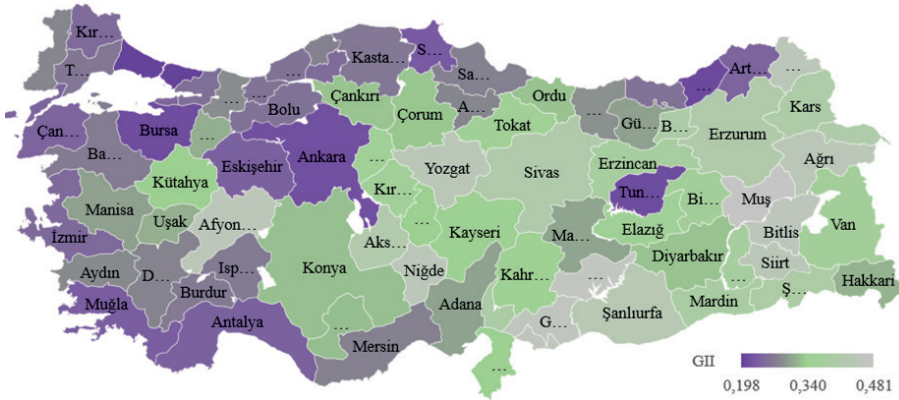 Kır…
T…
…
…
Kasta…
S…
Sa…
…
Art…
…
Bolu
Çankırı
Çorum
A…
Ordu
…
Gü…
B…
Kars
Çan…
Bursa
…
Ankara
…
Tokat
Erzurum
Ba…
Eskişehir
Yozgat
Sivas
Erzincan
Ağrı
Kütahya
Kır…
Tun…
Bi…
Muş
Manisa
Uşak
Afyon…
…
Kayseri
Ma…
Elazığ
Bitlis
Van
İzmir
Aks…
Diyarbakır
Siirt
Aydın
D…
Isp…
Konya
Niğde
Kahr…
…
…
Hakkari
Burdur
Adana
Mardin
Ş…
Muğla
Antalya
…
Mersin
G…
Şanlıurfa
…
GII
0,198
0,340
0,481